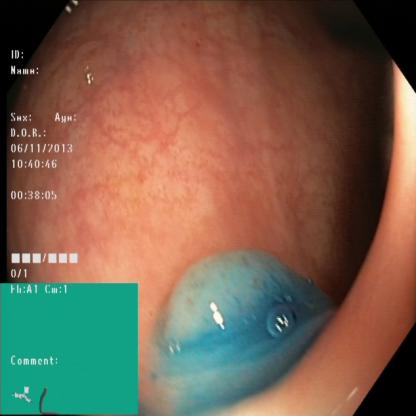 ID:
Name:
Sex: Age:
D.O.B.:
06/11/2013
10:40:46
00:38:05
■■■/■■■
0/1
Eh:A1 Cm:1
Comment: